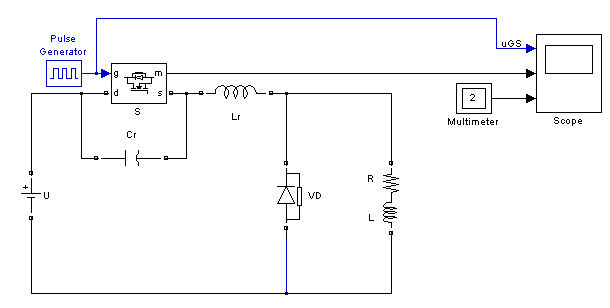 Pulse
Generator
uGS
g
m
d
s
S
Lr
Cr
2
Multimeter
Scope
+
U
VD
R
L